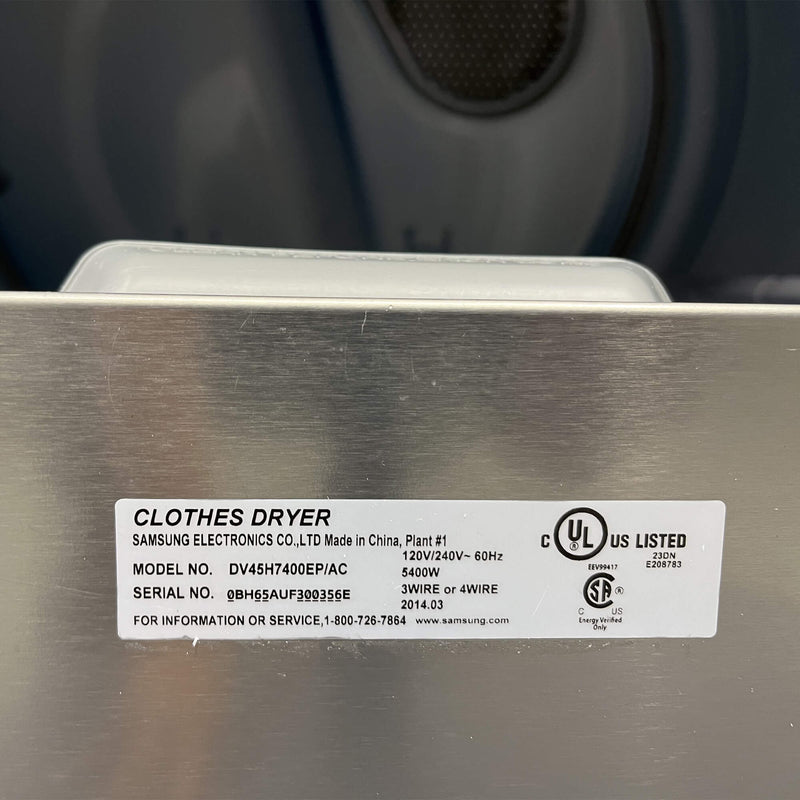 CLOTHES DRYER
SAMSUNG ELECTRONICS CO.,LTD Made in China, Plant #1
120V/240V~ 60Hz
MODEL NO. DV45H7400EP/AC
5400W
SERIAL NO. 0BH65AUF300356E
3WIRE or 4WIRE
2014.03
FOR INFORMATION OR SERVICE,1-800-726-7864 www.samsung.com
C UL ® US LISTED
23DN
E208783
EEV99417
SA ®
C US
Energy Verified
Only